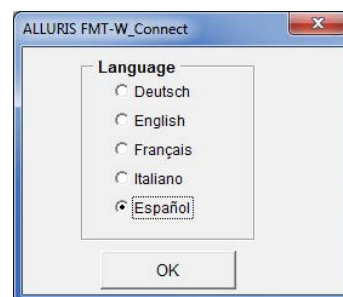 ALLURIS FMT-W_Connect
Language
Deutsch
English
Français
Italiano
Español
OK